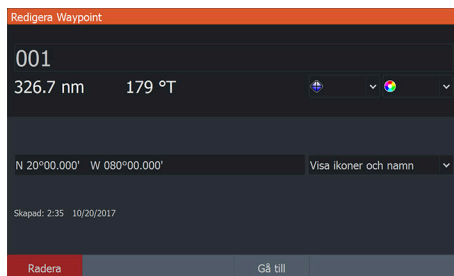 Redigera Waypoint
001
326.7 nm 179 °T
N 20°00.000' W 080°00.000' Visa ikoner och namn
Skapad: 2:35 10/20/2017
Radera Gå till